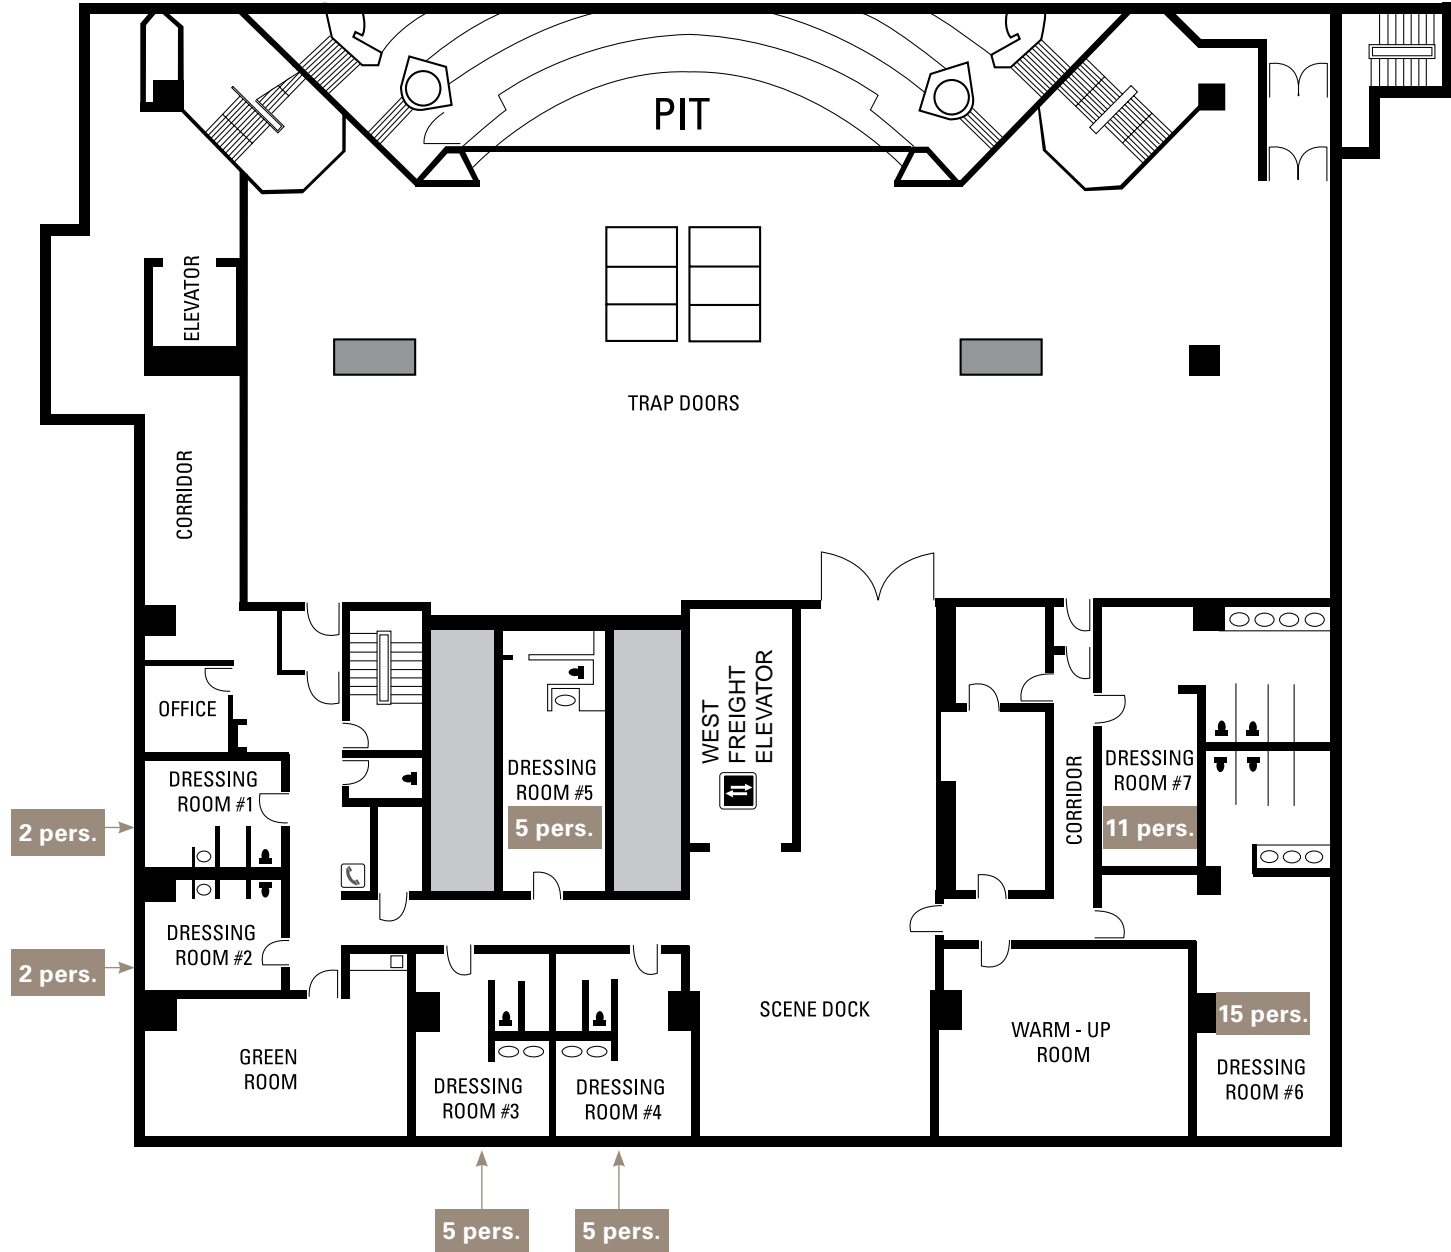 PIT
ELEVATOR
TRAP DOORS
CORRIDOR
OFFICE
DRESSING
ROOM #1
2 pers.
DRESSING
ROOM #2
2 pers.
GREEN
ROOM
DRESSING
ROOM #5
5 pers.
WEST
FREIGHT
ELEVATOR
CORRIDOR
DRESSING
ROOM #7
11 pers.
SCENE DOCK
WARM - UP
ROOM
15 pers.
DRESSING
ROOM #6
DRESSING
ROOM #3
DRESSING
ROOM #4
5 pers.
5 pers.